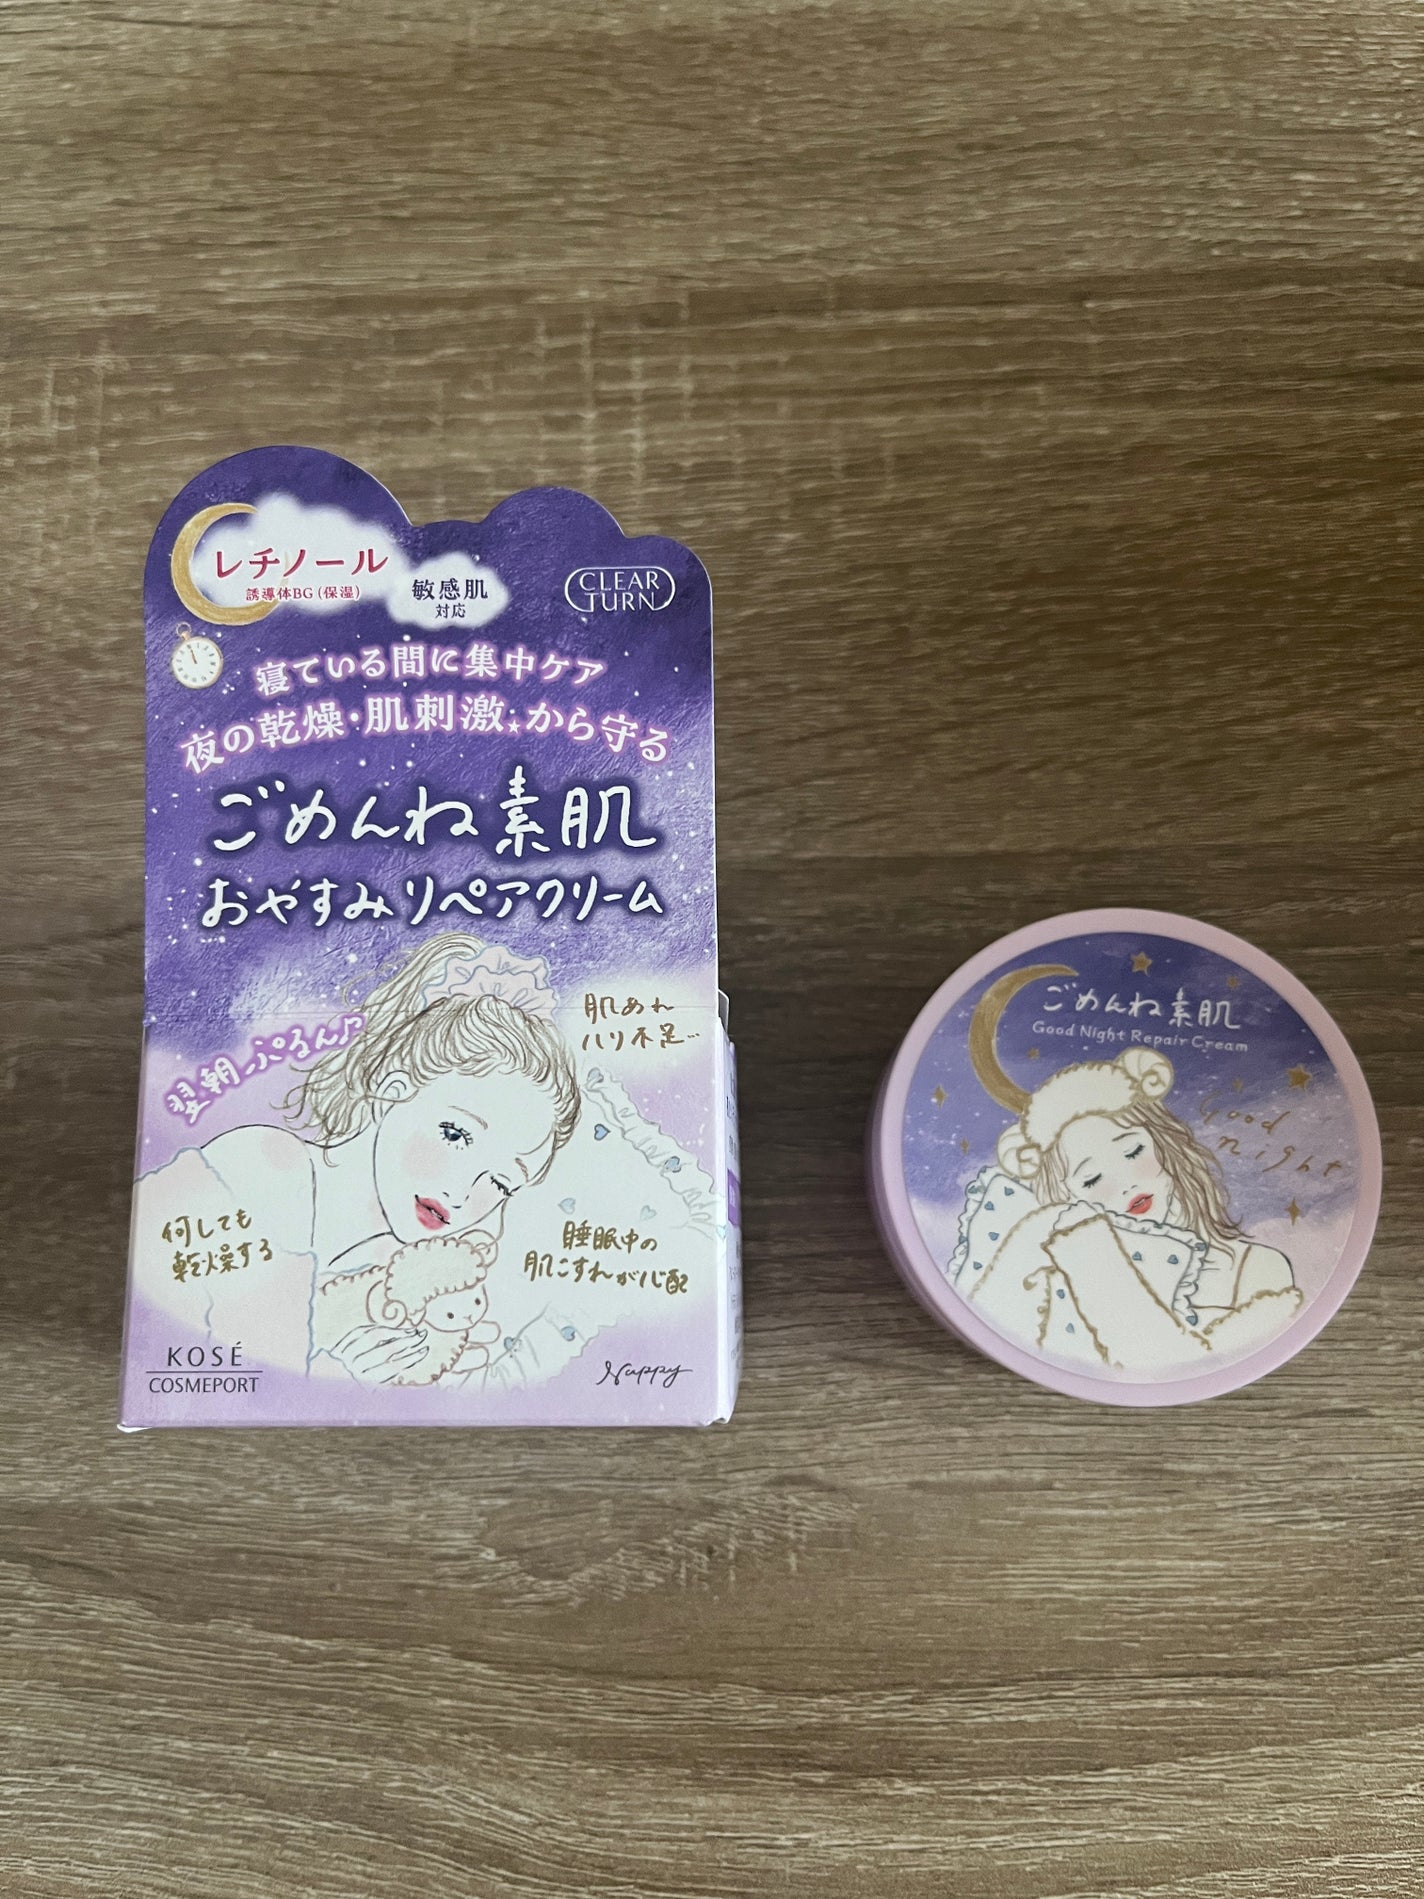 レチノール
誘導体BG(保湿)
敏感肌
対応
CLEAR
TURN
寝ている間に集中ケア
夜の乾燥・肌刺激から守る
ごめんね素肌
おやすみリペアクリーム
翌朝っぷるん♪
肌あれ
ハリ不足…
何しても
乾燥する
睡眠中の
肌こすれが心配
KOSÉ
COSMEPORT
Nappy
ごめんね素肌
Good Night Repair Cream
Good
night